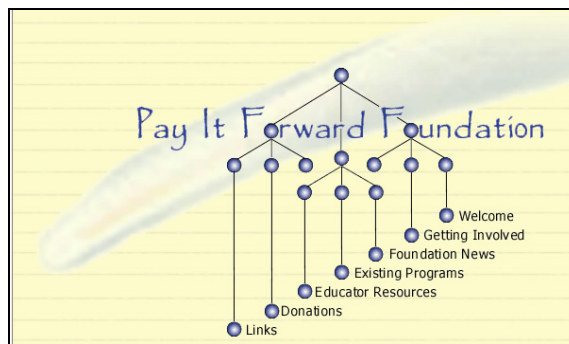 Pay It Forward Foundation
Welcome
Getting Involved
Foundation News
Existing Programs
Educator Resources
Donations
Links